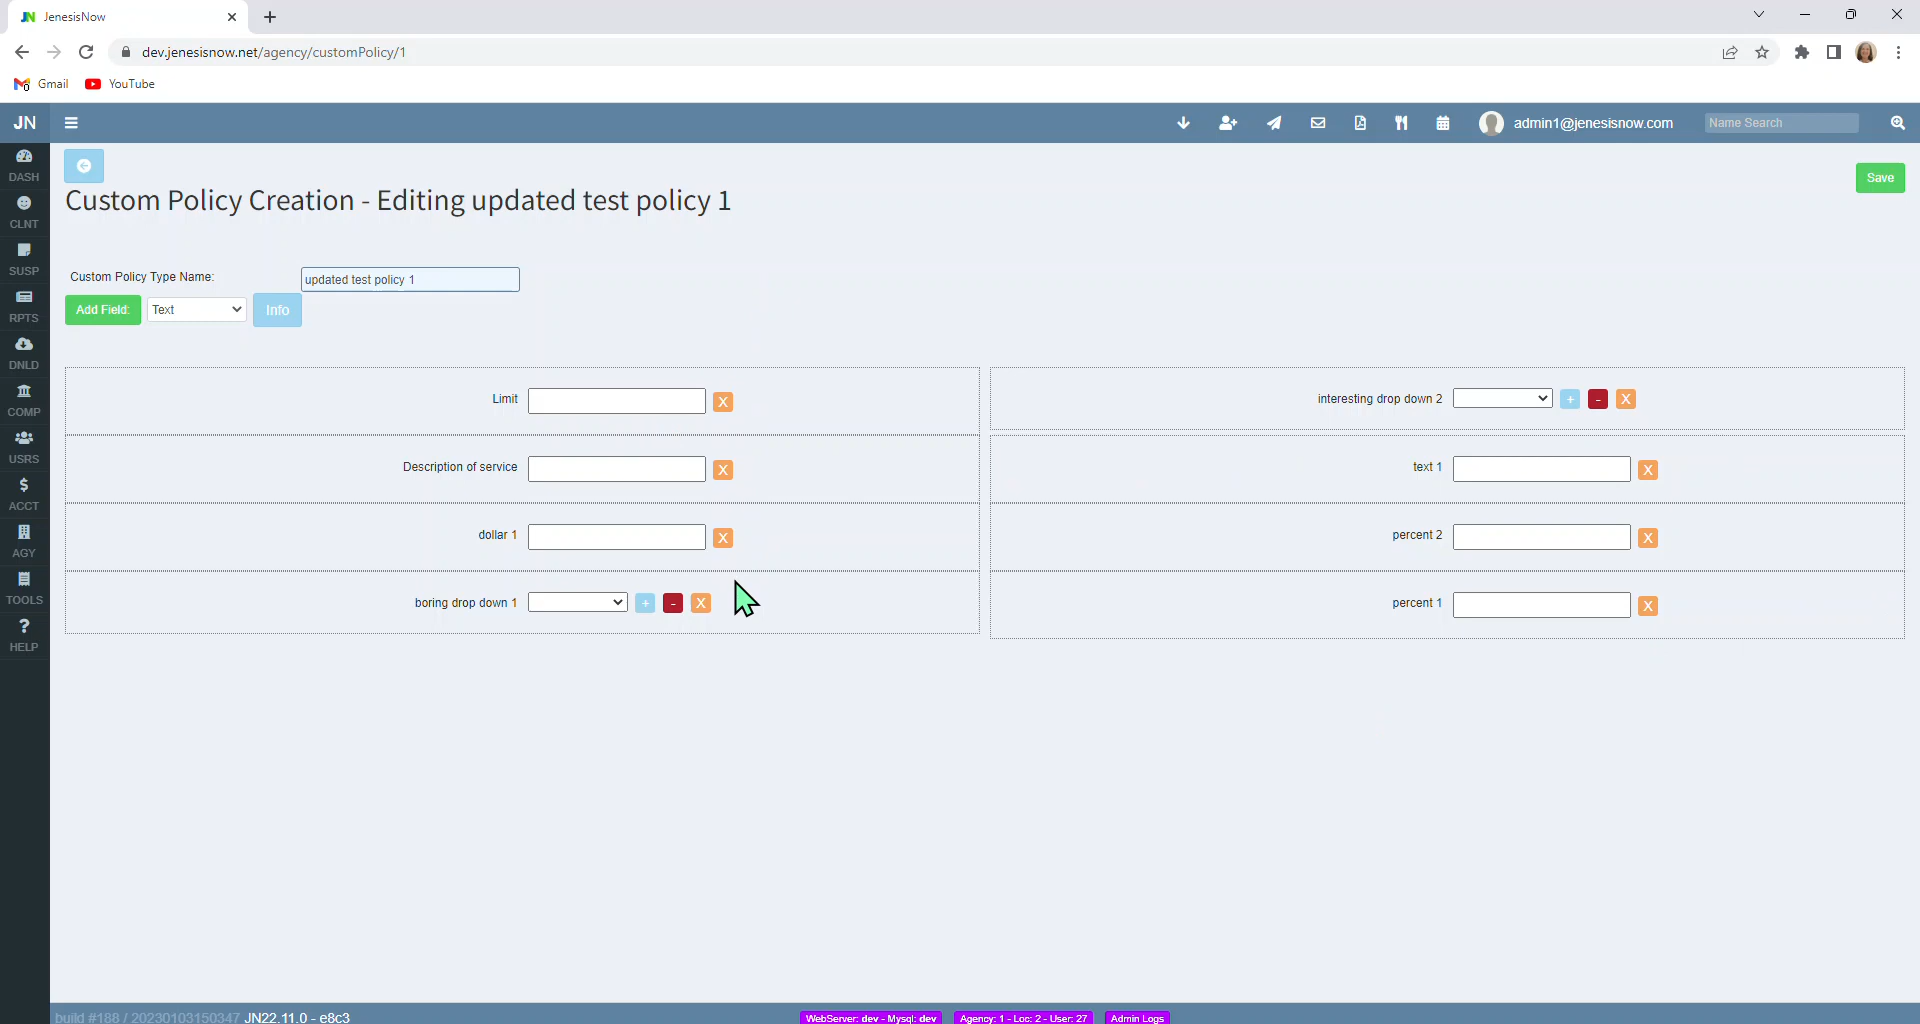 JenesisNow
dev.jenesisnow.net/agency/customPolicy/1
Gmail
YouTube
JN
admin1@jenesisnow.com
Name Search
DASH
CLNT
SUSP
RPTS
DNLD
COMP
USRS
ACCT
AGY
TOOLS
HELP
Save
Custom Policy Creation - Editing updated test policy 1
Custom Policy Type Name:
updated test policy 1
Add Field:
Text
Info
Limit
X
interesting drop down 2
+
-
X
Description of service
X
text 1
X
dollar 1
X
percent 2
X
boring drop down 1
+
-
X
percent 1
X
build #188 / 20230103150347 JN22.11.0 - e8c3
WebServer: dev - Mysql: dev
Agency: 1 - Loc: 2 - User: 27
Admin Logs